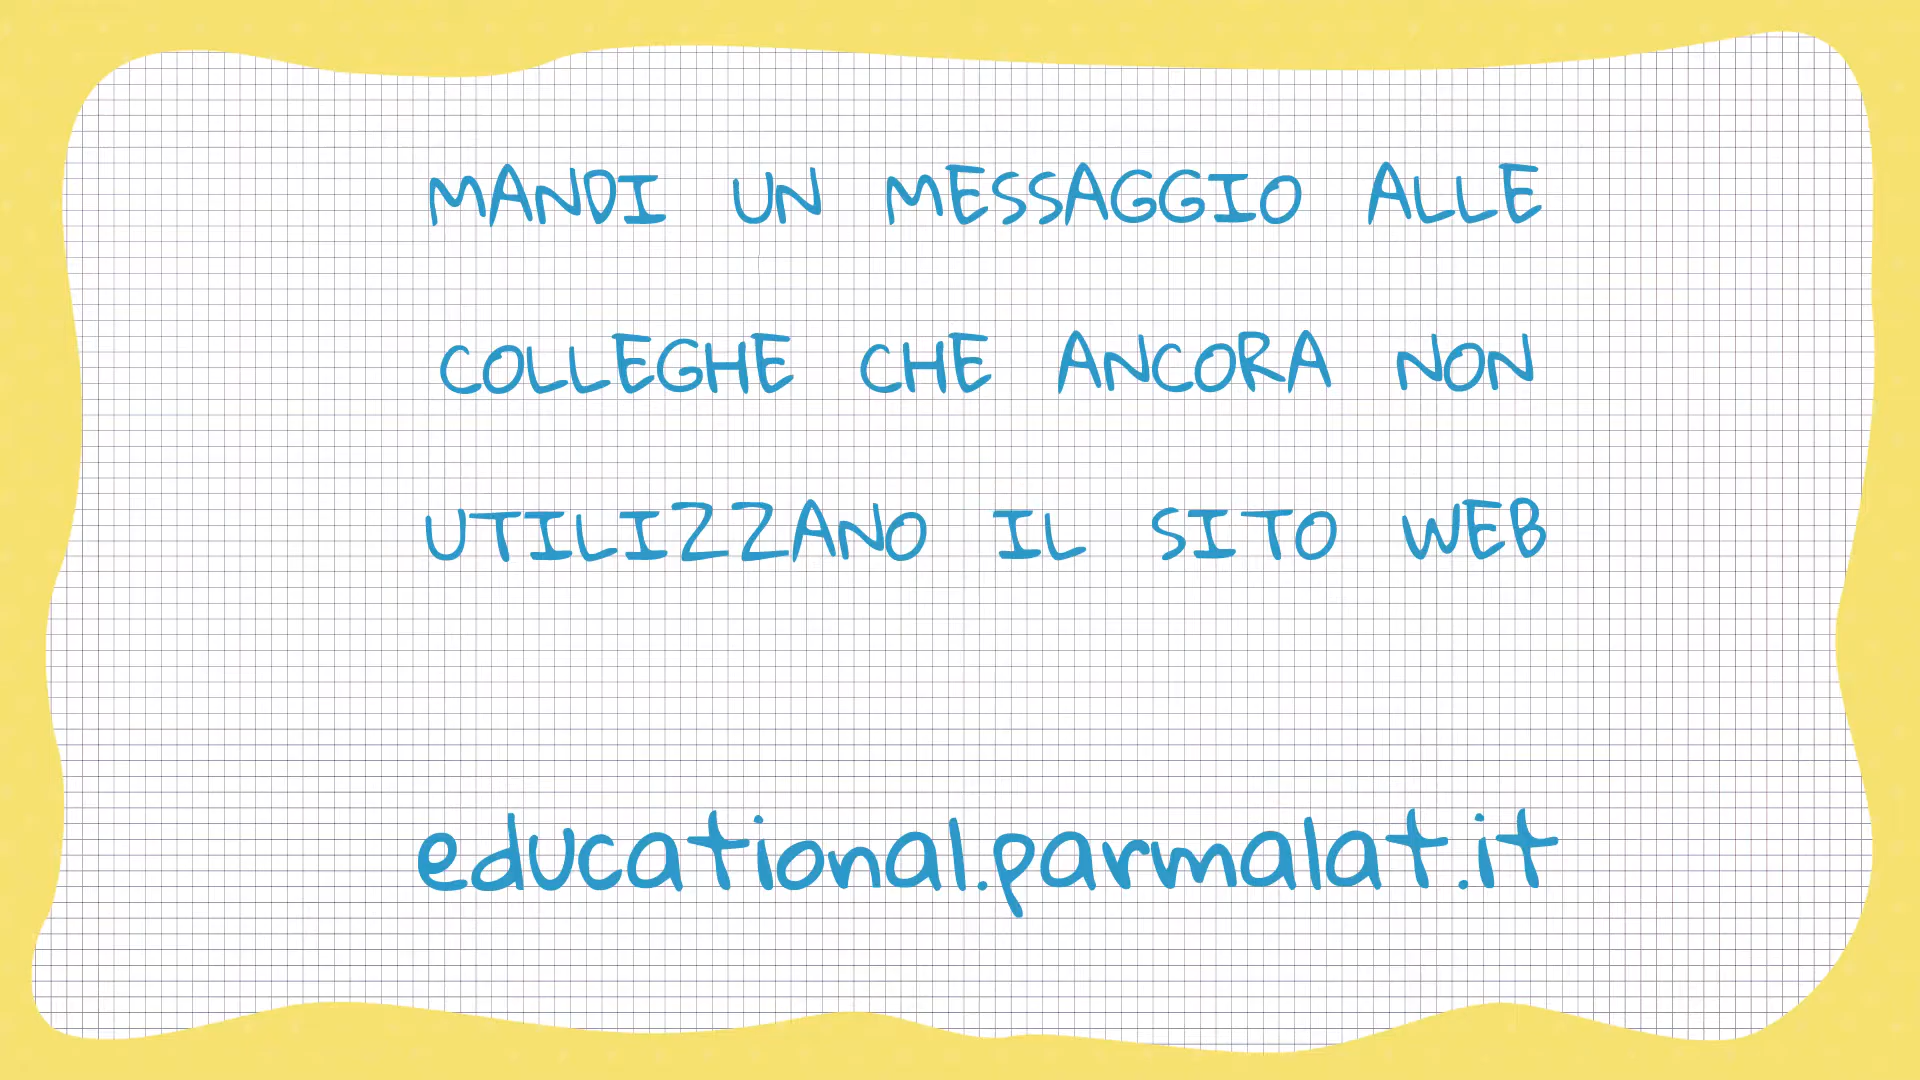 MANDI UN MESSAGGIO ALLE
COLLEGHE CHE ANCORA NON
UTILIZZANO IL SITO WEB
educational.parmalat.it